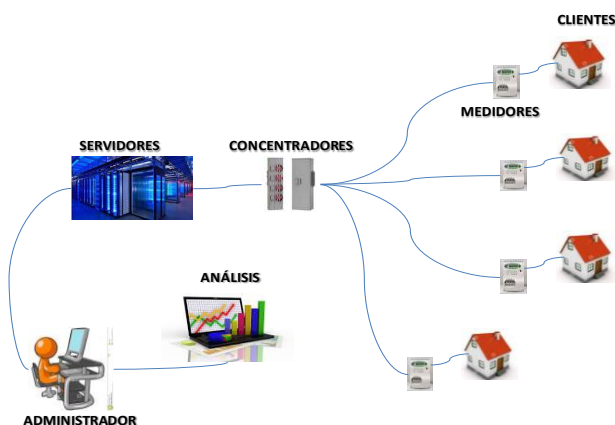 CLIENTES
MEDIDORES
SERVIDORES
CONCENTRADORES
ANÁLISIS
ADMINISTRADOR